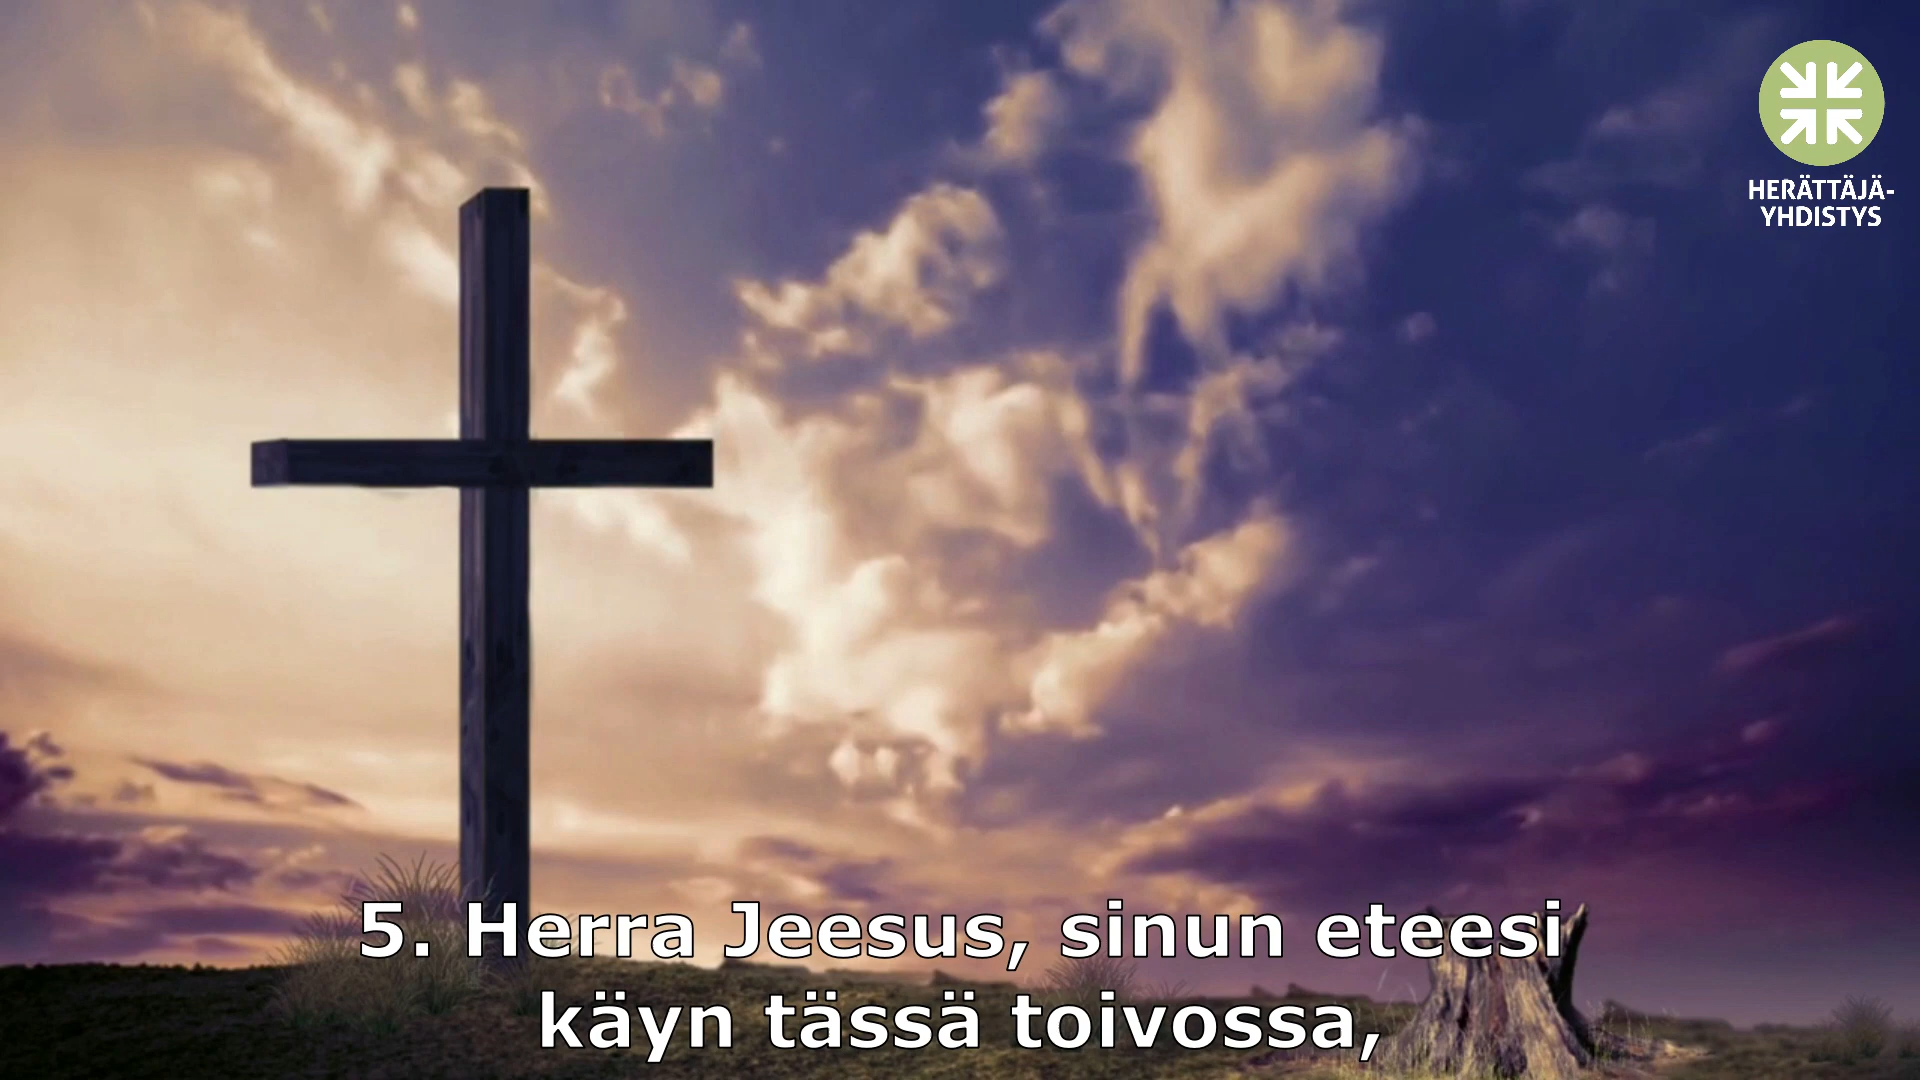 HERÄTTÄJÄ-
YHDISTYS
5. Herra Jeesus, sinun eteesi
käyn tässä toivossa,